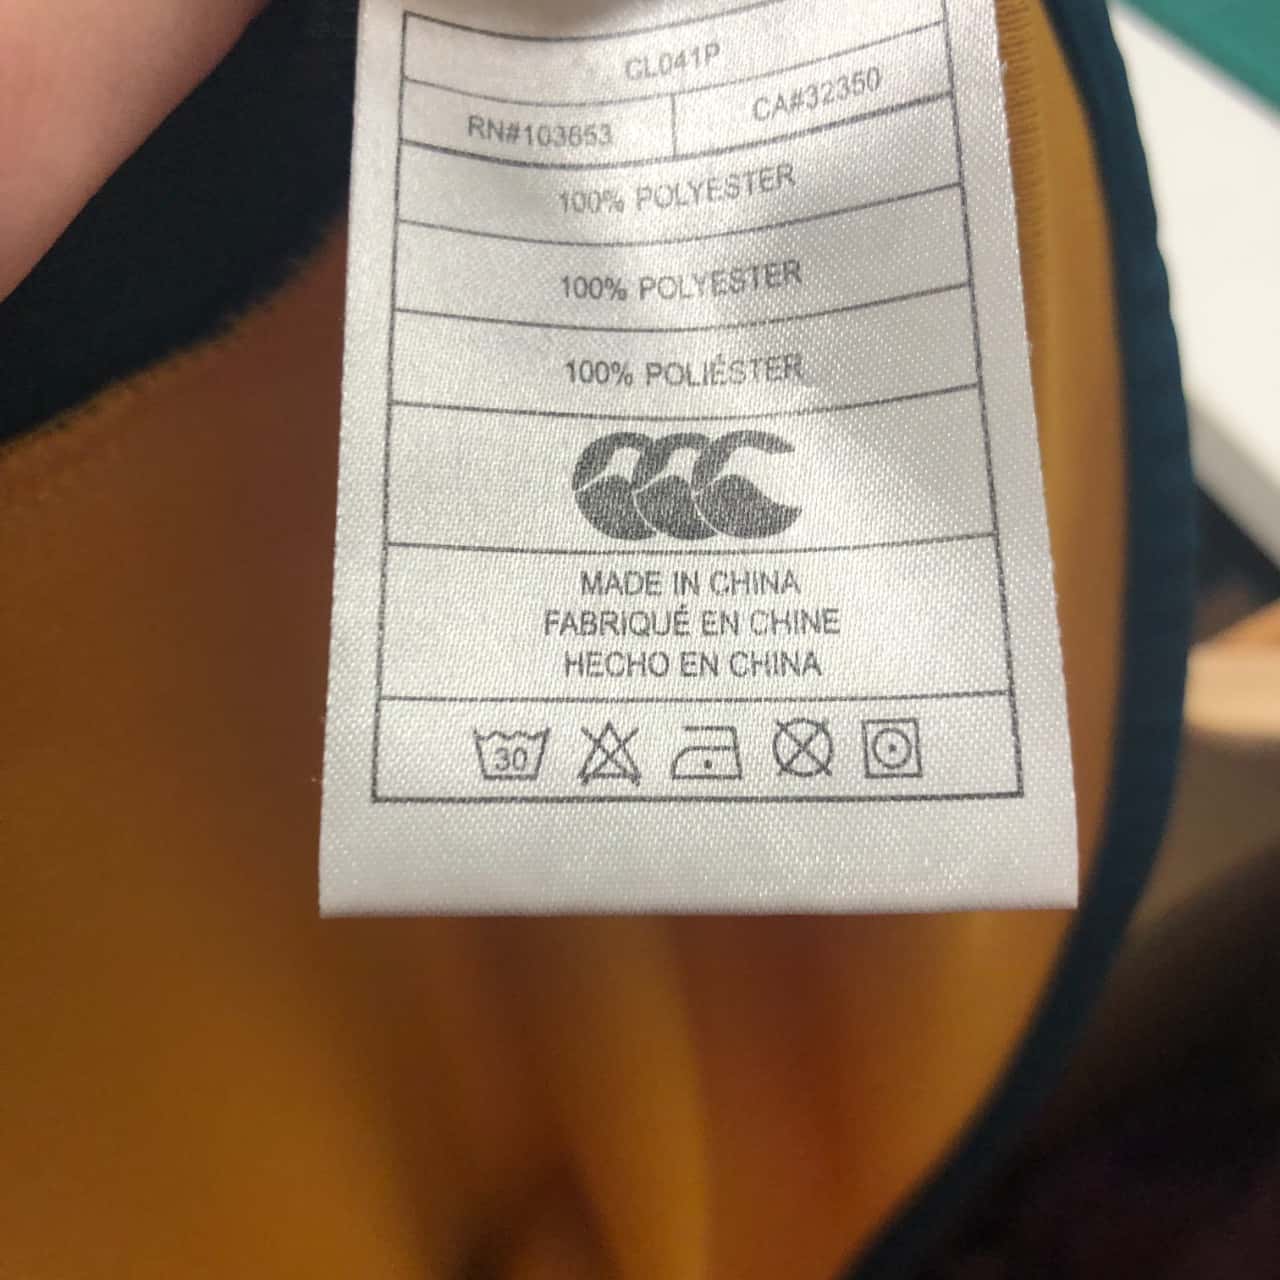 CL041P
RN#103653 CA#32350
100% POLYESTER
100% POLYESTER
100% POLIÉSTER
MADE IN CHINA
FABRIQUÉ EN CHINE
HECHO EN CHINA
30